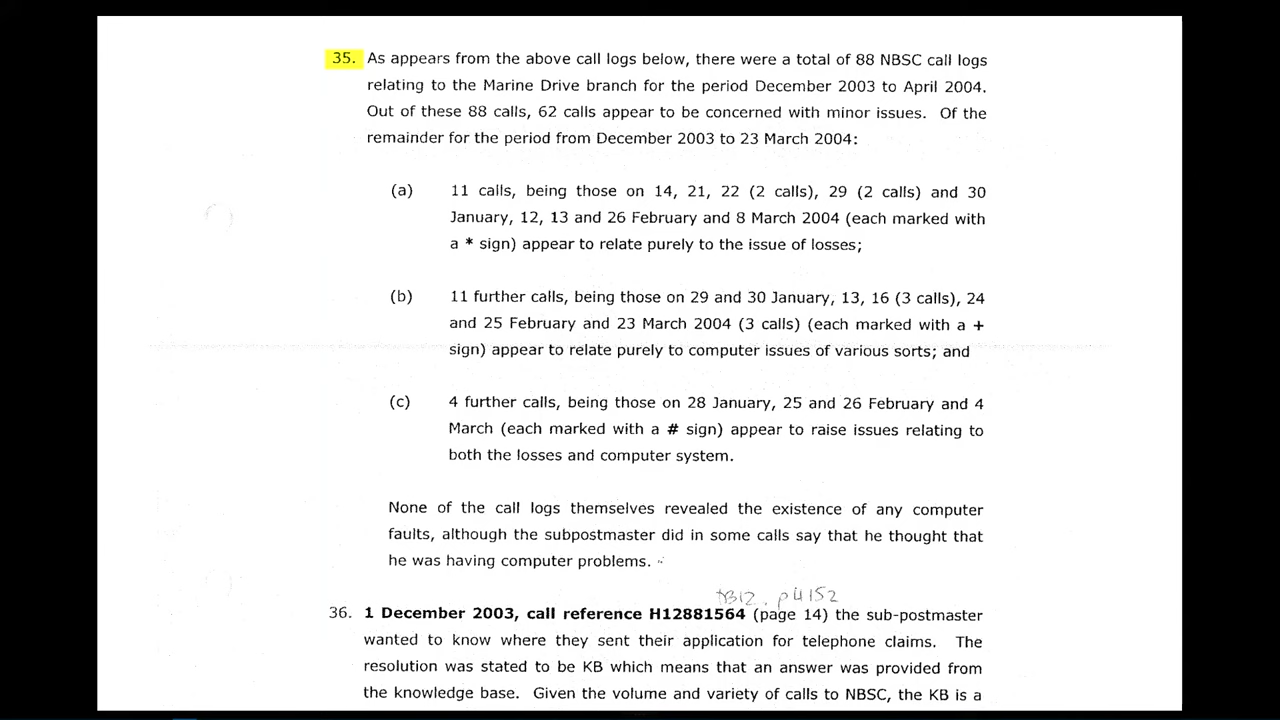 35. As appears from the above call logs below, there were a total of 88 NBSC call logs
relating to the Marine Drive branch for the period December 2003 to April 2004.
Out of these 88 calls, 62 calls appear to be concerned with minor issues. Of the
remainder for the period from December 2003 to 23 March 2004:
(a) 11 calls, being those on 14, 21, 22 (2 calls), 29 (2 calls) and 30
January, 12, 13 and 26 February and 8 March 2004 (each marked with
a * sign) appear to relate purely to the issue of losses;
(b) 11 further calls, being those on 29 and 30 January, 13, 16 (3 calls), 24
and 25 February and 23 March 2004 (3 calls) (each marked with a +
sign) appear to relate purely to computer issues of various sorts; and
(c) 4 further calls, being those on 28 January, 25 and 26 February and 4
March (each marked with a # sign) appear to raise issues relating to
both the losses and computer system.
None of the call logs themselves revealed the existence of any computer
faults, although the subpostmaster did in some calls say that he thought that
he was having computer problems.
p4152
36. 1 December 2003, call reference H12881564 (page 14) the sub-postmaster
wanted to know where they sent their application for telephone claims. The
resolution was stated to be KB which means that an answer was provided from
the knowledge base. Given the volume and variety of calls to NBSC, the KB is a